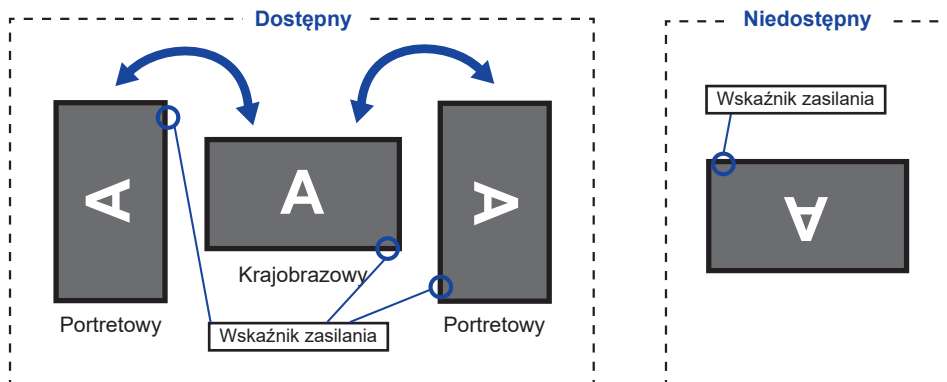 Dostępny
Niedostępny
Wskaźnik zasilania
A
A
A
A
Krajobrazowy
Portretowy
Wskaźnik zasilania
Portretowy